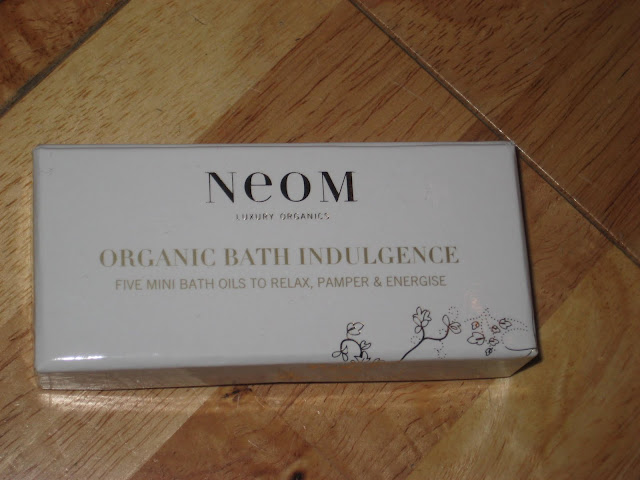 NEOM
LUXURY ORGANICS
ORGANIC BATH INDULGENCE
FIVE MINI BATH OILS TO RELAX, PAMPER & ENERGISE